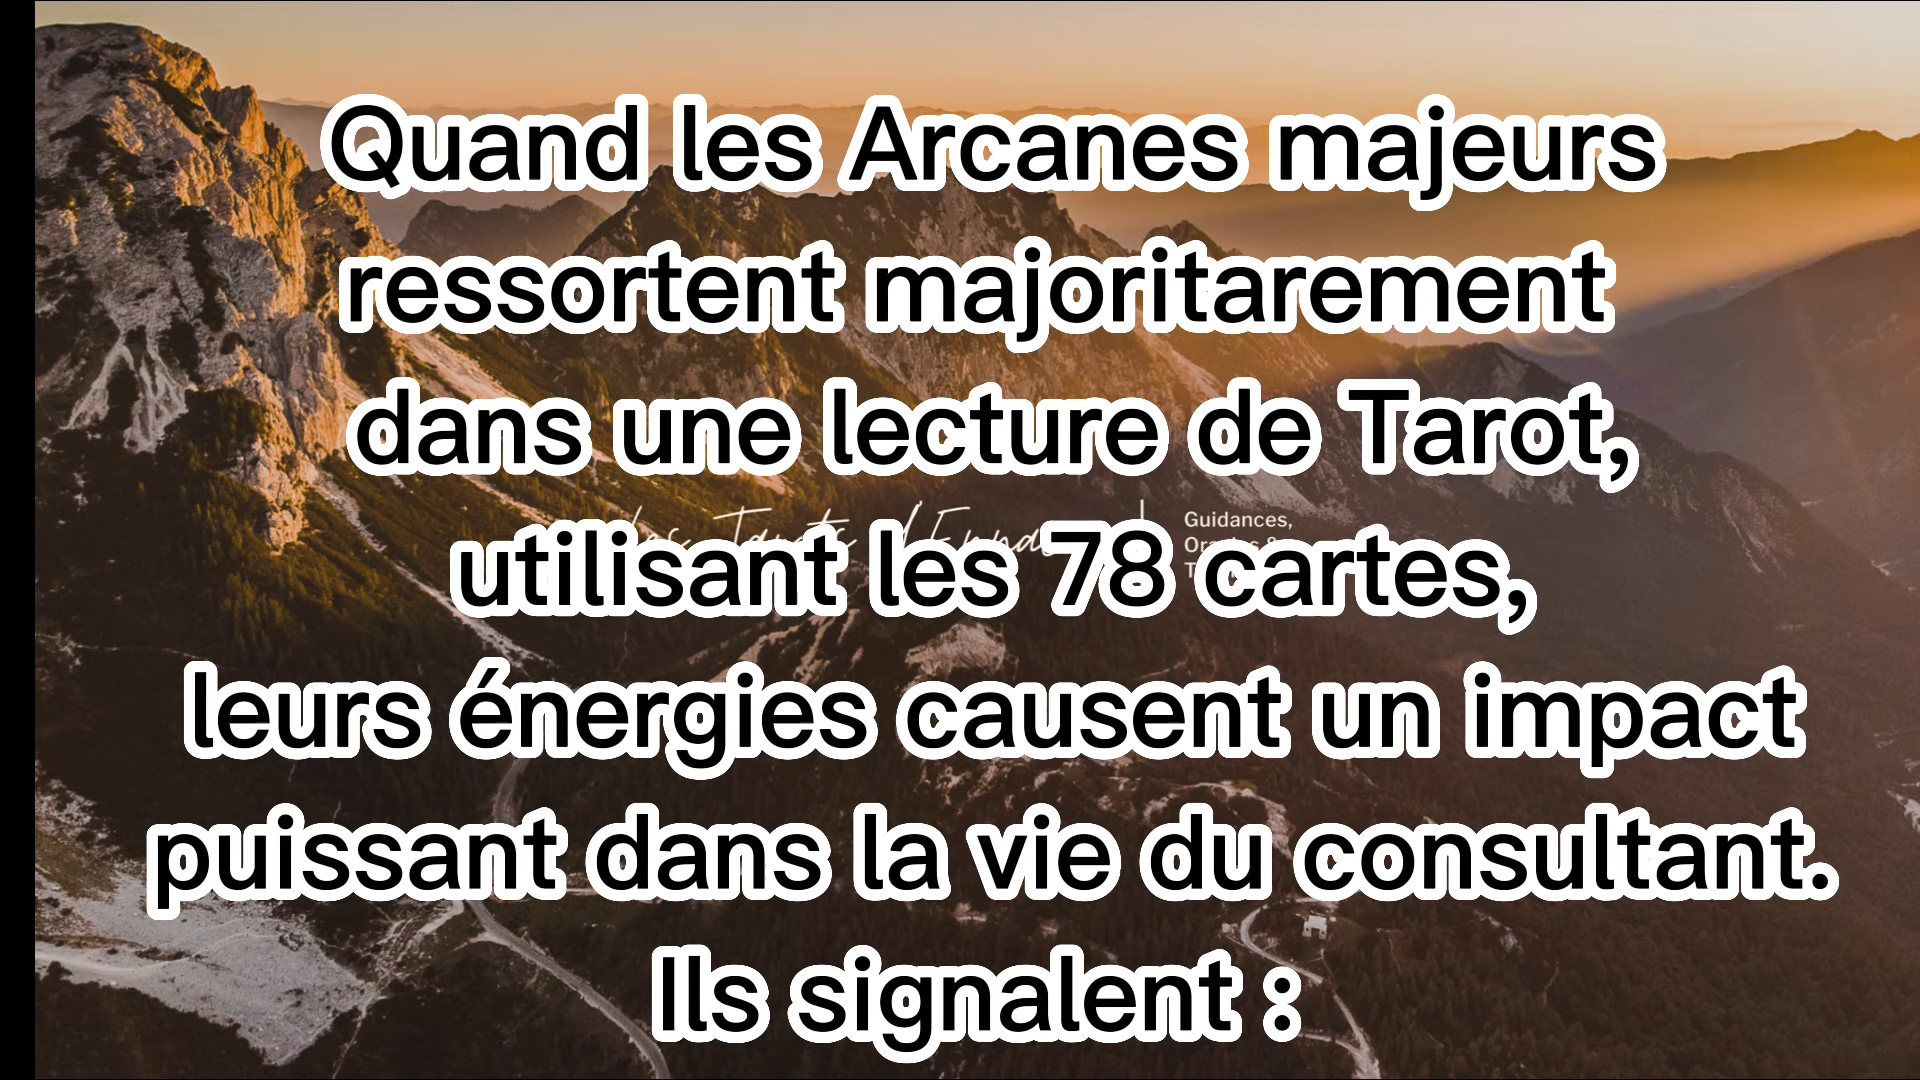 Quand les Arcanes majeurs
ressortent majoritarement
dans une lecture de Tarot,
Guidances,
utilisant les 78 cartes,
leurs énergies causent un impact
puissant dans la vie du consultant.
Ils signalent :